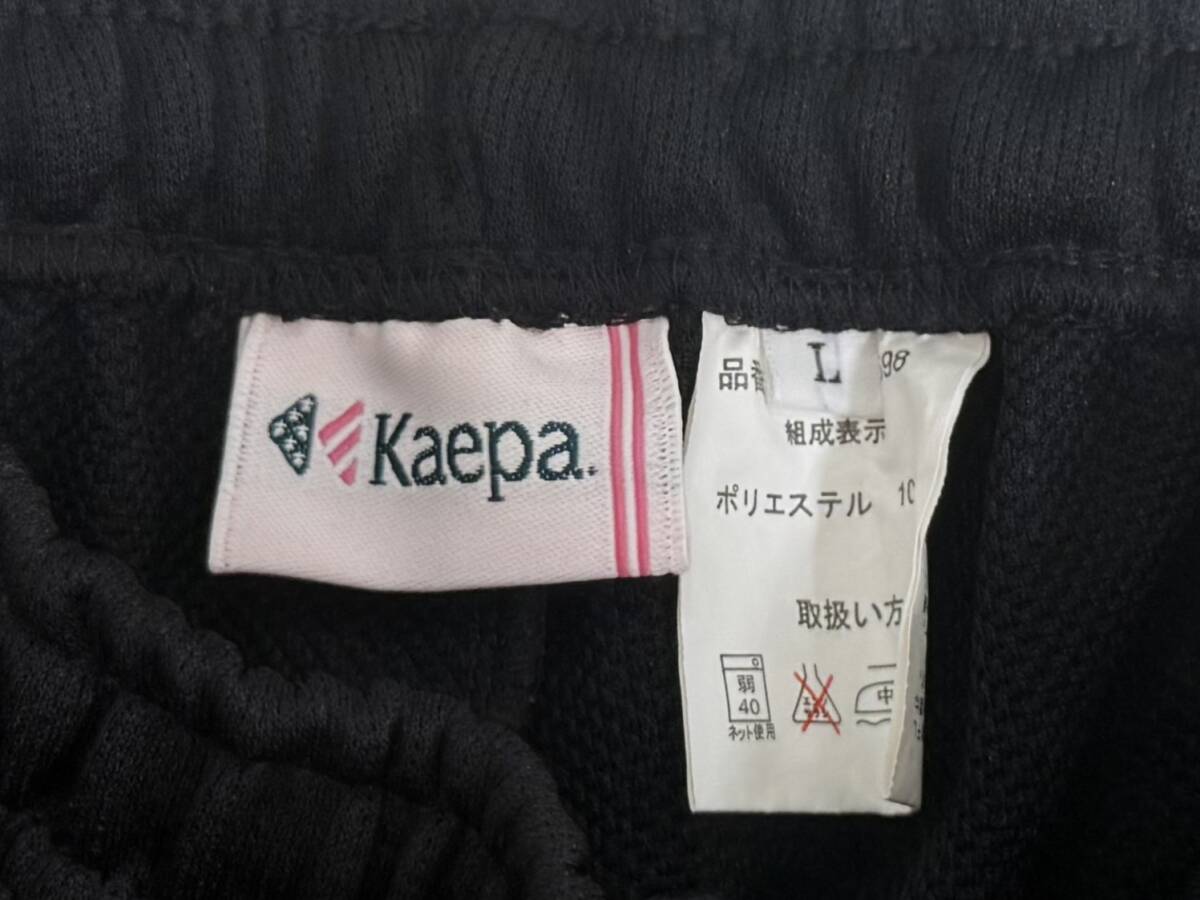 Kaepa.
L
品番 98
組成表示
ポリエステル 10
取扱い方
弱
40
ネット使用
中